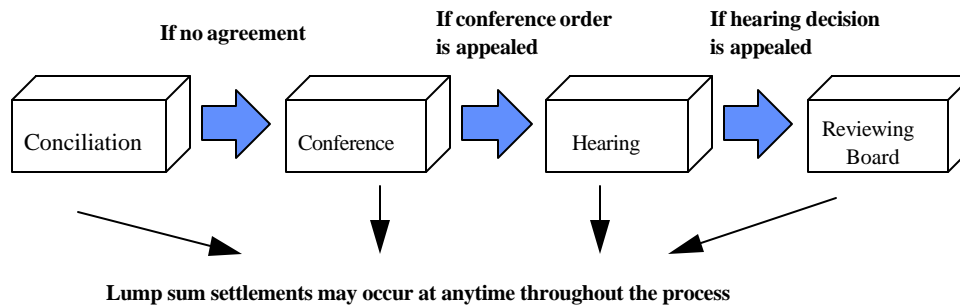 If no agreement
If conference order
is appealed
If hearing decision
is appealed
Conciliation
Conference
Hearing
Reviewing
Board
Lump sum settlements may occur at anytime throughout the process